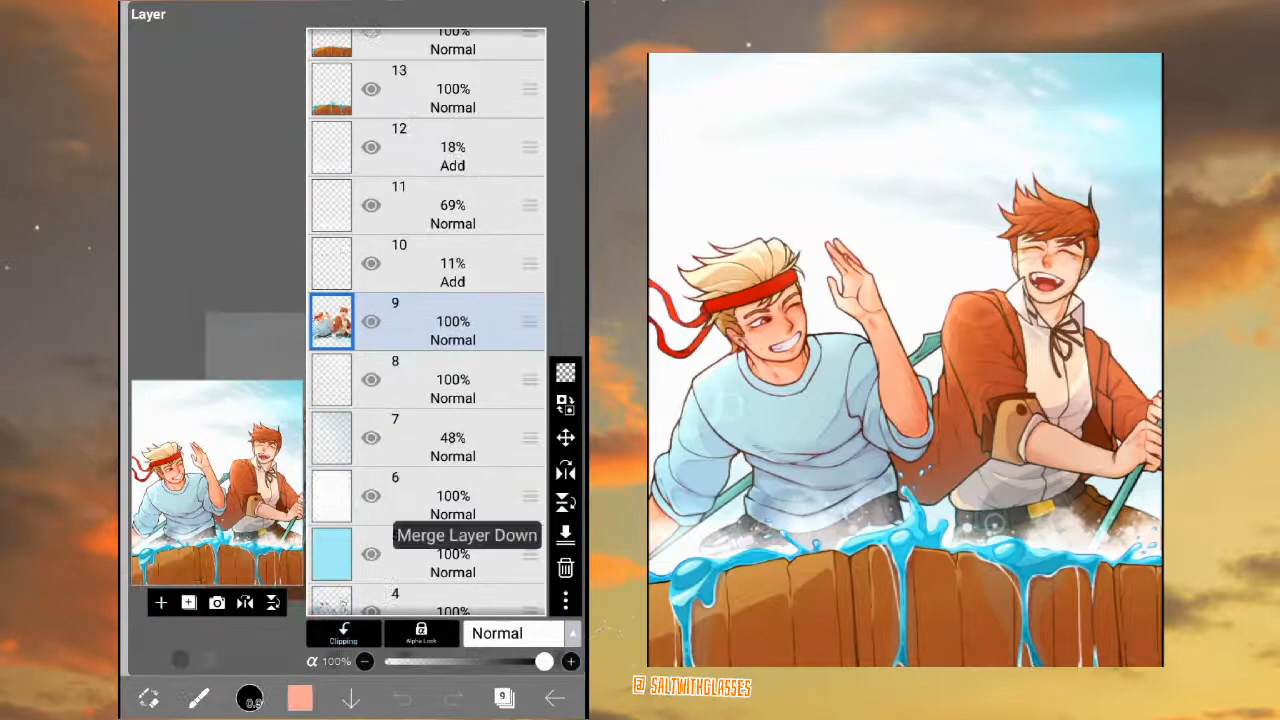 Layer
100%
Normal
13
100%
Normal
12
18%
Add
11
69%
Normal
10
11%
Add
9
100%
Normal
8
100%
Normal
7
48%
Normal
6
100%
Normal
Merge Layer Down
100%
Normal
4
100%
Clipping
Alpha Lock
Normal
α 100%
9
@ SALTWITHGLASSES